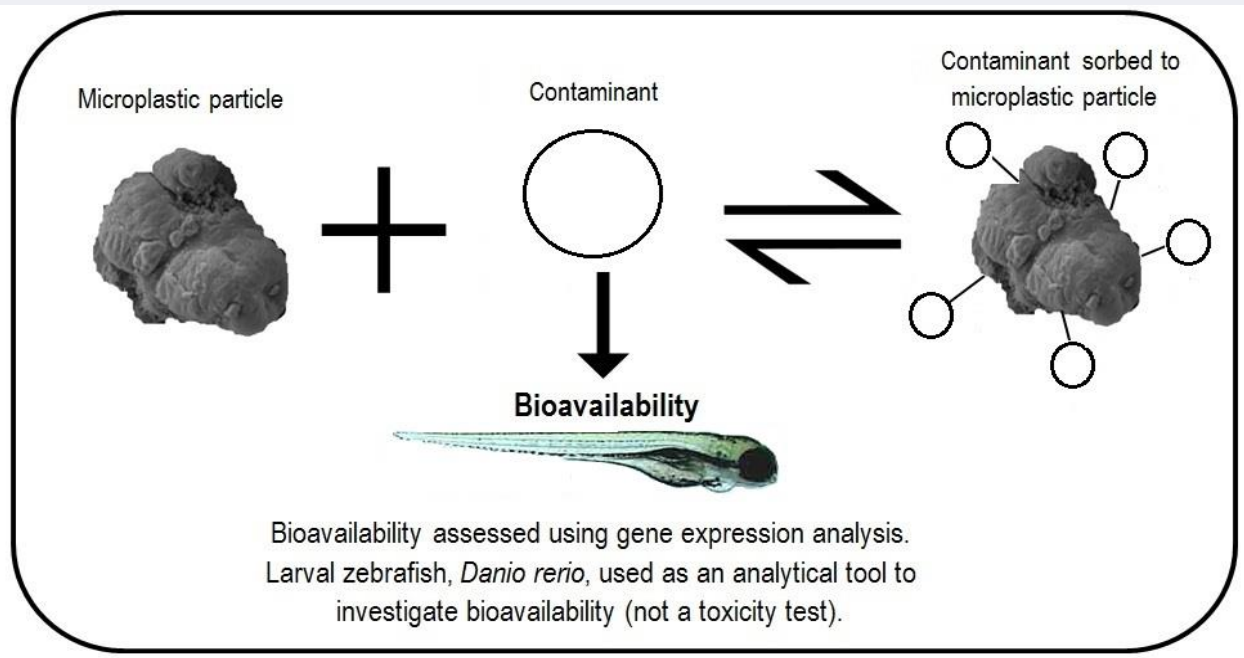 Microplastic particle
Contaminant
Contaminant sorbed to
microplastic particle
Bioavailability
Bioavailability assessed using gene expression analysis.
Larval zebrafish, Danio rerio, used as an analytical tool to
investigate bioavailability (not a toxicity test).